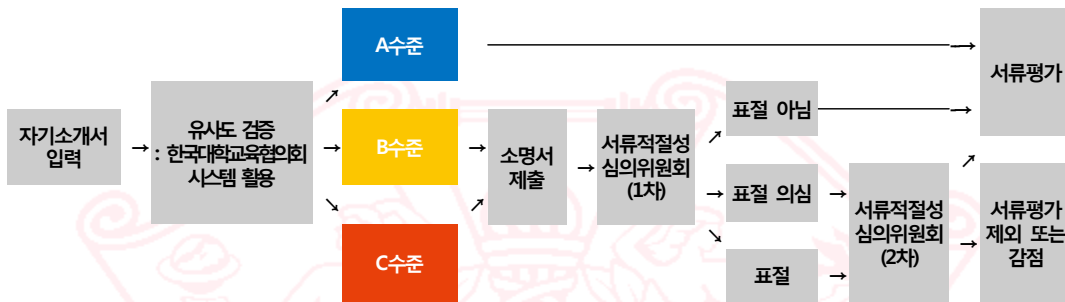 자기소개서
입력
→
유사도 검증
: 한국대학교육협의회
시스템 활용
↗
→
↘
A수준
B수준
C수준
→
↗
소명서
제출
→
서류적절성
심의위원회
(1차)
↗
→
↘
표절 아님
표절 의심
표절
→
→
서류적절성
심의위원회
(2차)
↗
→
→
→
서류평가
서류평가
제외 또는
감점